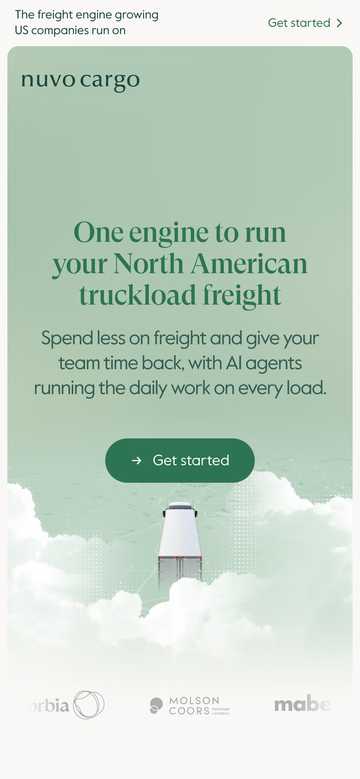 The freight engine growing
US companies run on
Get started
nuvo cargo
One engine to run
your North American
truckload freight
Spend less on freight and give your
team time back, with AI agents
running the daily work on every load.
Get started
orbia
MOLSON
COORS
mabe